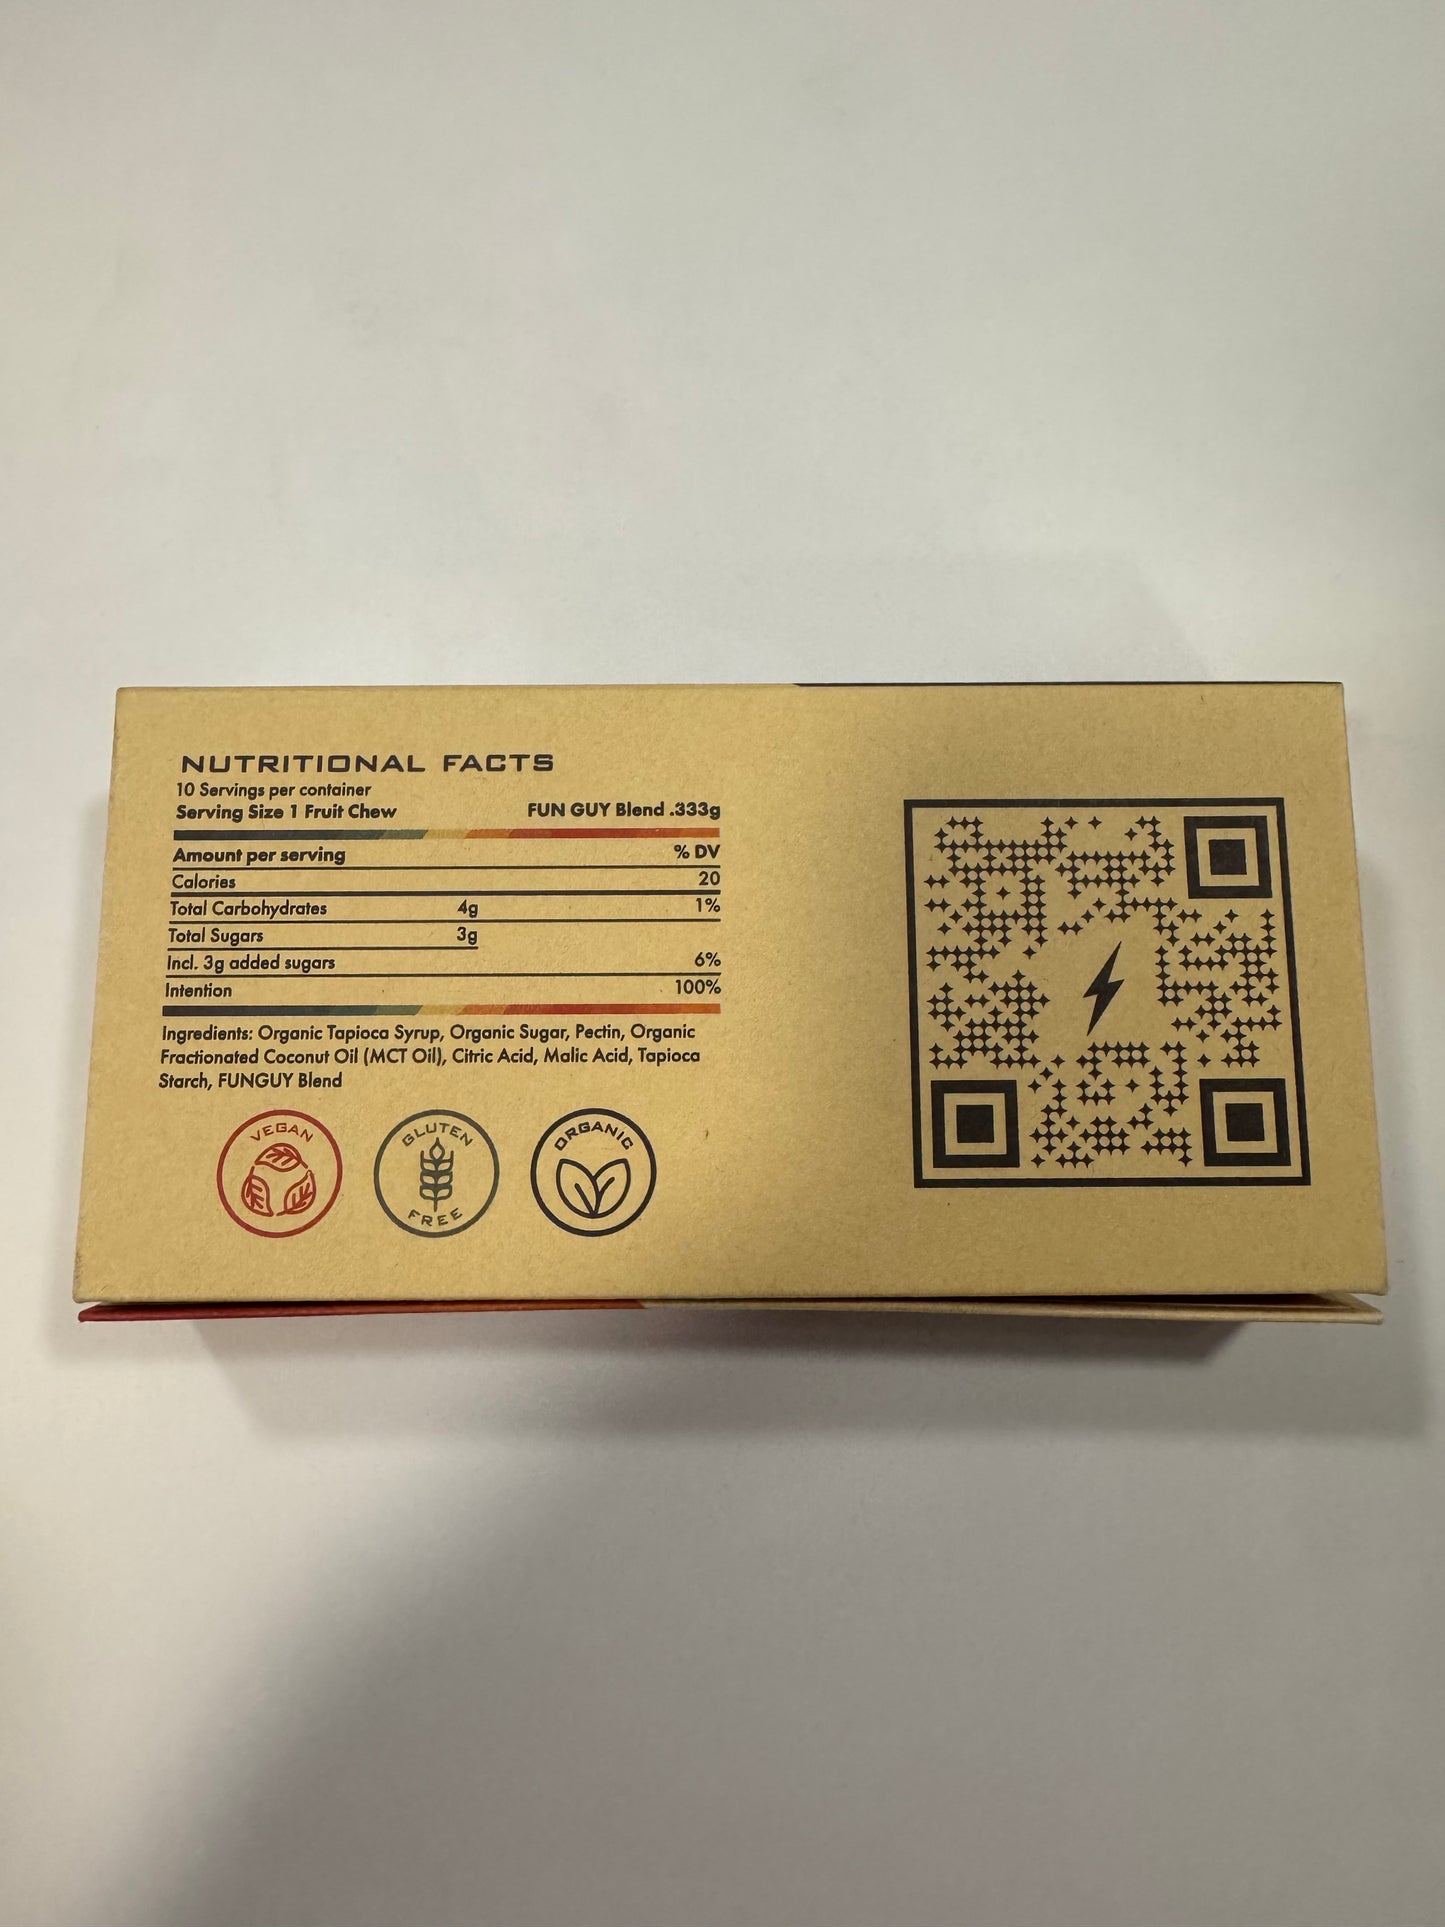 NUTRITIONAL FACTS
10 Servings per container
Serving Size 1 Fruit Chew FUN GUY Blend .333g
Amount per serving % DV
Calories 20
Total Carbohydrates 4g 1%
Total Sugars 3g
Incl. 3g added sugars 6%
Intention 100%
Ingredients: Organic Tapioca Syrup, Organic Sugar, Pectin, Organic
Fractionated Coconut Oil (MCT Oil), Citric Acid, Malic Acid, Tapioca
Starch, FUNGUY Blend
VEGAN
GLUTEN
FREE
ORGANIC